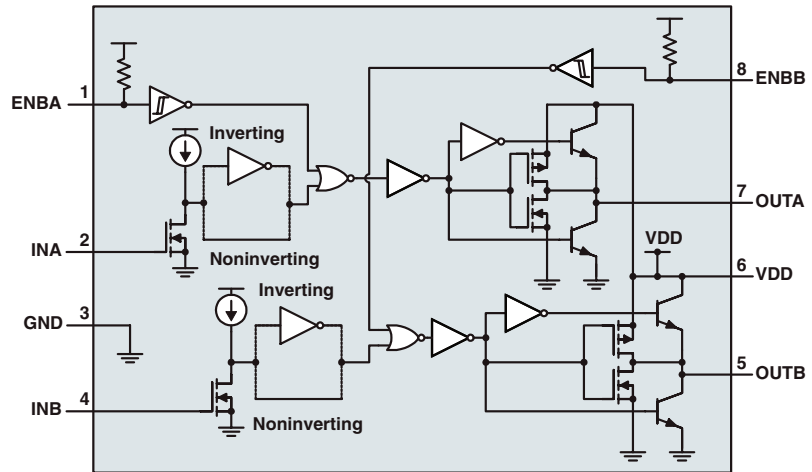 1
ENBA
Inverting
INA
2
Noninverting
GND
3
Inverting
INB
4
Noninverting
8
ENBB
7
OUTA
VDD
6
VDD
5
OUTB